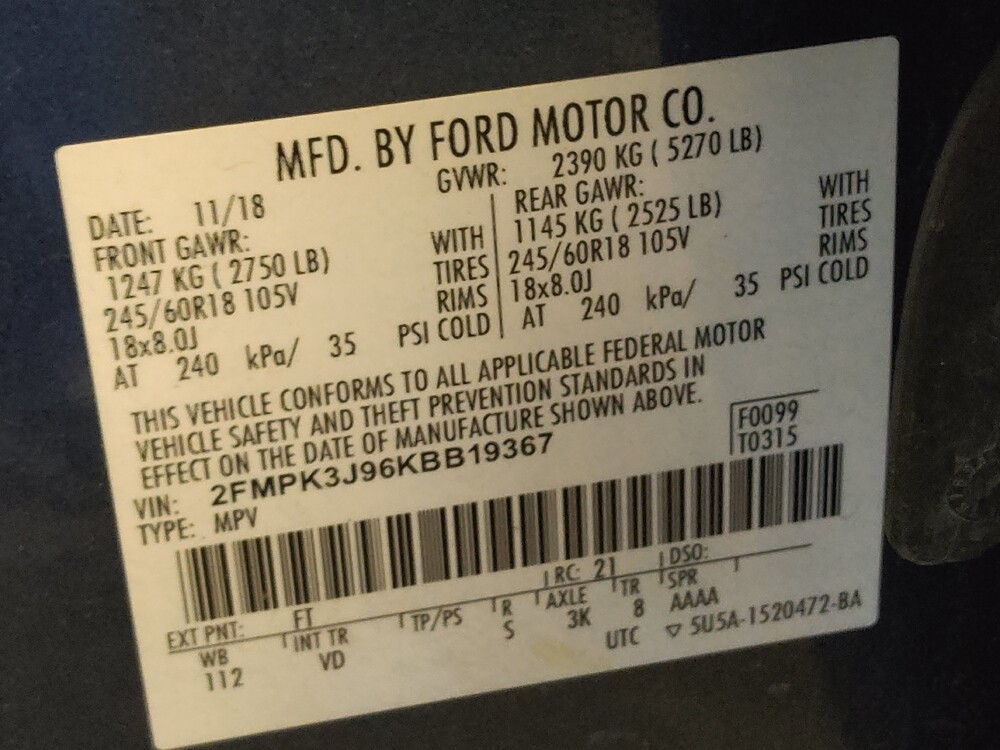 MFD. BY FORD MOTOR CO.
DATE: 11/18 GVWR: 2390 KG ( 5270 LB)
FRONT GAWR:
1247 KG ( 2750 LB) WITH
245/60R18 105V TIRES
18x8.0J RIMS
AT 240 kPa/ 35 PSI COLD
REAR GAWR: WITH
1145 KG ( 2525 LB) TIRES
245/60R18 105V RIMS
18x8.0J
AT 240 kPa/ 35 PSI COLD
THIS VEHICLE CONFORMS TO ALL APPLICABLE FEDERAL MOTOR
VEHICLE SAFETY AND THEFT PREVENTION STANDARDS IN
EFFECT ON THE DATE OF MANUFACTURE SHOWN ABOVE.
F0099
T0315
VIN: 2FMPK3J96KBB19367
TYPE: MPV
EXT PNT: FT RC: 21 DSO:
WB INT TR TP/PS R AXLE TR SPR
112 VD S 3K 8 AAAA
UTC ▽ 5U5A-1520472-BA